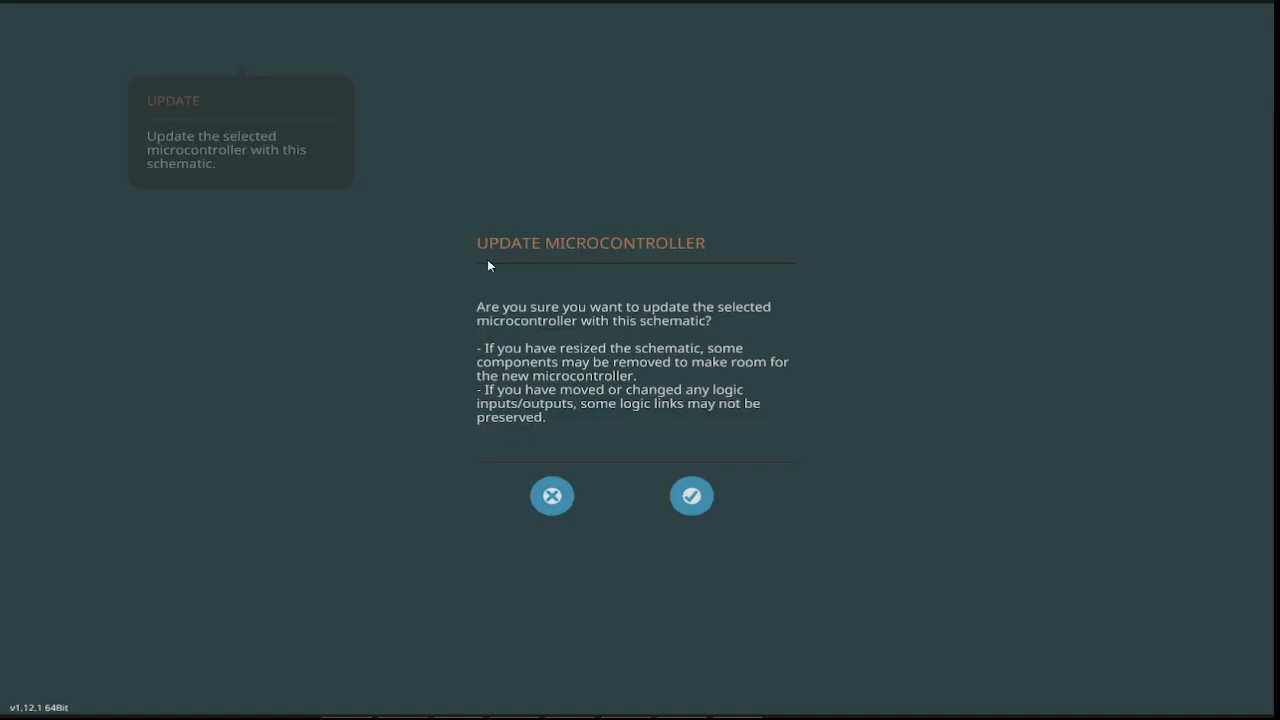 UPDATE
Update the selected
microcontroller with this
schematic.
UPDATE MICROCONTROLLER
Are you sure you want to update the selected
microcontroller with this schematic?
- If you have resized the schematic, some
components may be removed to make room for
the new microcontroller.
- If you have moved or changed any logic
inputs/outputs, some logic links may not be
preserved.
v1.12.1 64Bit